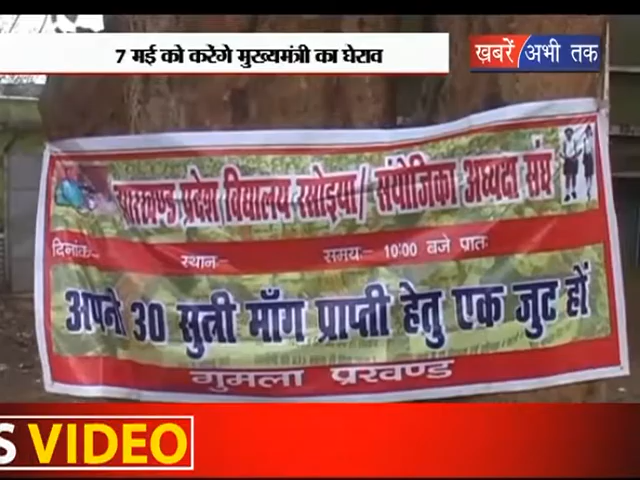 7 मई को करेंगे मुख्यमंत्री का घेराव
ख़बरें अभी तक
झारखण्ड प्रदेश विद्यालय रसोइया/ संयोजिका अध्यक्षा संघ
दिनांक:- स्थान:- समय:- 10:00 बजे प्रात:
अपने 30 सुत्री माँग प्राप्ती हेतु एक जुट हों
गुमला प्रखण्ड
S VIDEO